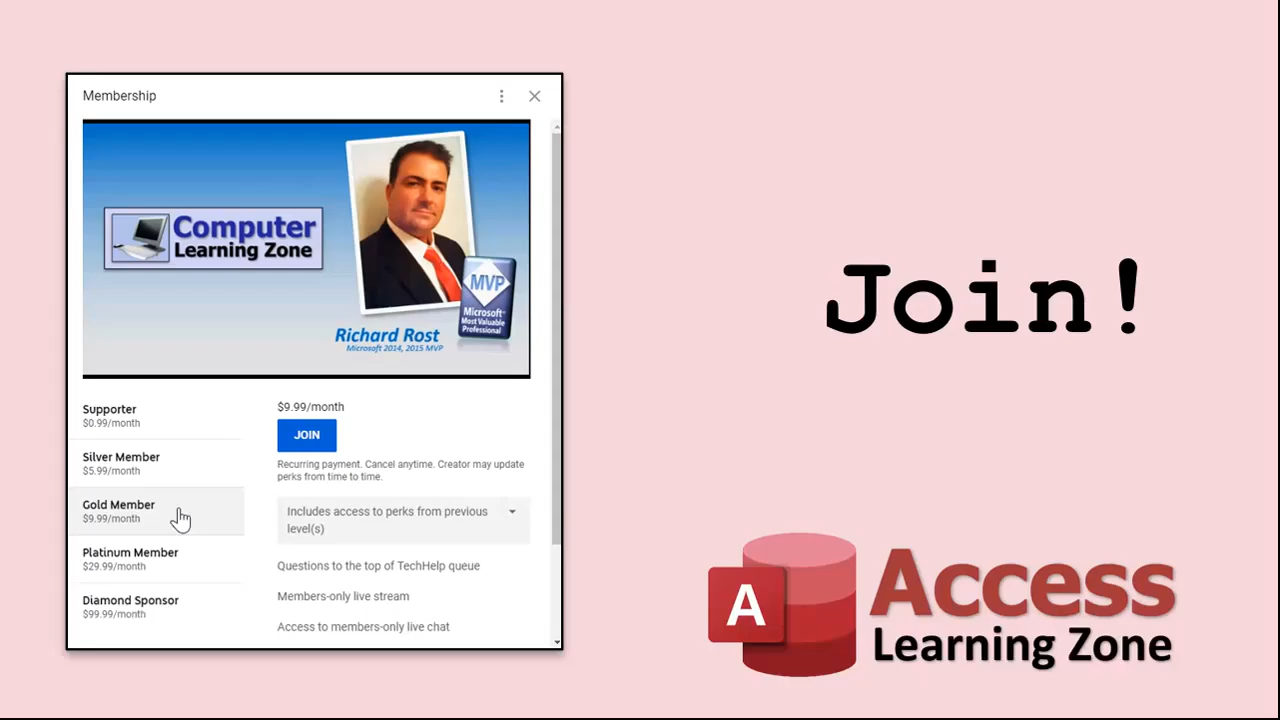 Membership
Computer
Learning Zone
MVP
Microsoft®
Most Valuable
Professional
Richard Rost
Microsoft 2014, 2015 MVP
Supporter
$0.99/month
Silver Member
$5.99/month
Gold Member
$9.99/month
Platinum Member
$29.99/month
Diamond Sponsor
$99.99/month
$9.99/month
JOIN
Recurring payment. Cancel anytime. Creator may update
perks from time to time.
Includes access to perks from previous
level(s)
Questions to the top of TechHelp queue
Members-only live stream
Access to members-only live chat
Join!
A
Access
Learning Zone